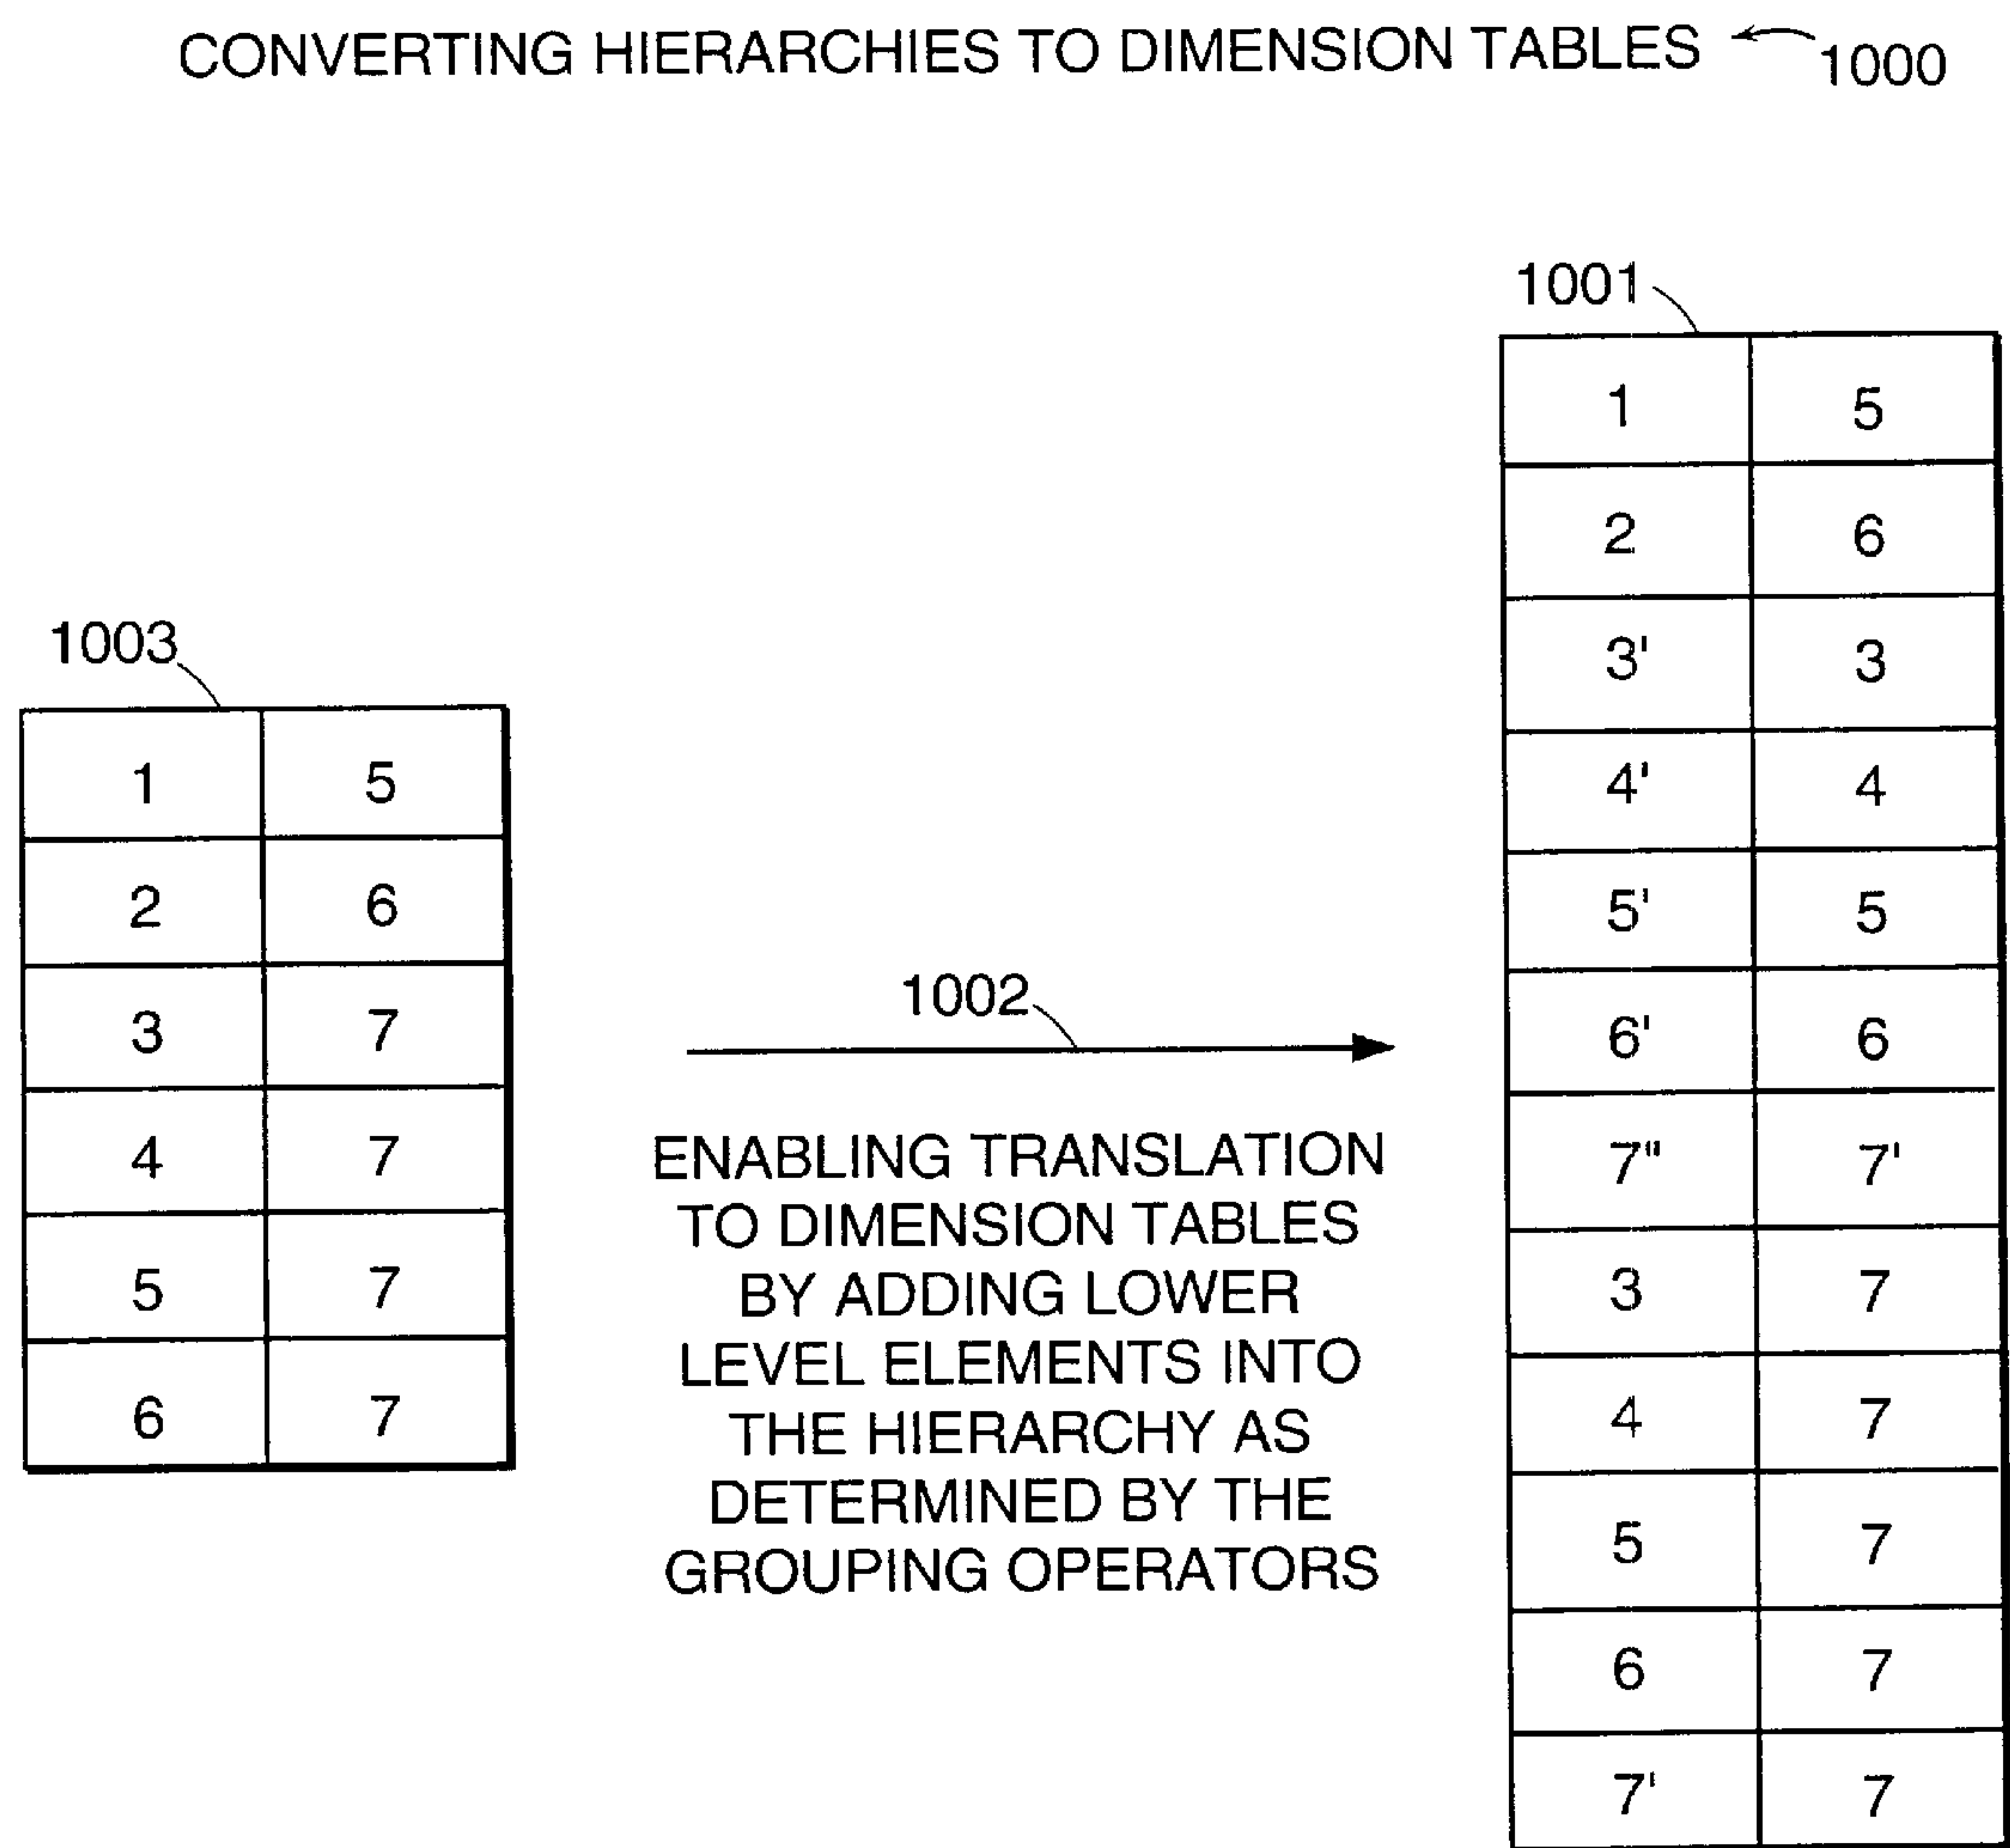 CONVERTING HIERARCHIES TO DIMENSION TABLES 1000
1003
1 5
2 6
3 7
4 7
5 7
6 7
1002
ENABLING TRANSLATION
TO DIMENSION TABLES
BY ADDING LOWER
LEVEL ELEMENTS INTO
THE HIERARCHY AS
DETERMINED BY THE
GROUPING OPERATORS
1001
1 5
2 6
3' 3
4' 4
5' 5
6' 6
7" 7'
3 7
4 7
5 7
6 7
7' 7